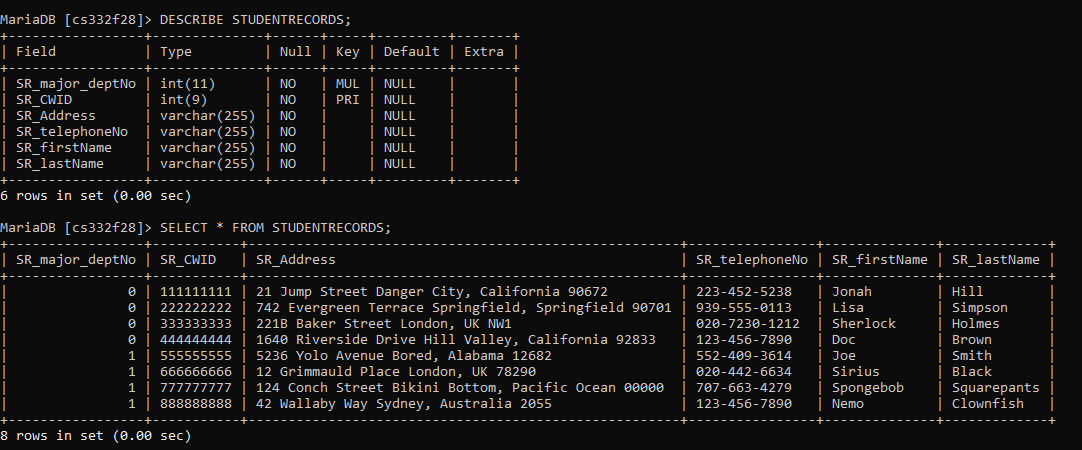 MariaDB [cs332f28]> DESCRIBE STUDENTRECORDS;
+-----------------+--------------+------+-----+---------+-------+
| Field           | Type         | Null | Key | Default | Extra |
+-----------------+--------------+------+-----+---------+-------+
| SR_major_deptNo | int(11)      | NO   | MUL | NULL    |       |
| SR_CWID         | int(9)       | NO   | PRI | NULL    |       |
| SR_Address      | varchar(255) | NO   |     | NULL    |       |
| SR_telephoneNo  | varchar(255) | NO   |     | NULL    |       |
| SR_firstName    | varchar(255) | NO   |     | NULL    |       |
| SR_lastName     | varchar(255) | NO   |     | NULL    |       |
+-----------------+--------------+------+-----+---------+-------+
6 rows in set (0.00 sec)
MariaDB [cs332f28]> SELECT * FROM STUDENTRECORDS;
+-----------------+-----------+------------------------------------------------------+----------------+--------------+-------------+
| SR_major_deptNo | SR_CWID   | SR_Address                                           | SR_telephoneNo | SR_firstName | SR_lastName |
+-----------------+-----------+------------------------------------------------------+----------------+--------------+-------------+
|               0 | 111111111 | 21 Jump Street Danger City, California 90672         | 223-452-5238   | Jonah        | Hill        |
|               0 | 222222222 | 742 Evergreen Terrace Springfield, Springfield 90701 | 939-555-0113   | Lisa         | Simpson     |
|               0 | 333333333 | 221B Baker Street London, UK NW1                     | 020-7230-1212  | Sherlock     | Holmes      |
|               0 | 444444444 | 1640 Riverside Drive Hill Valley, California 92833   | 123-456-7890   | Doc          | Brown       |
|               1 | 555555555 | 5236 Yolo Avenue Bored, Alabama 12682                | 552-409-3614   | Joe          | Smith       |
|               1 | 666666666 | 12 Grimmauld Place London, UK 78290                  | 020-442-6634   | Sirius       | Black       |
|               1 | 777777777 | 124 Conch Street Bikini Bottom, Pacific Ocean 00000  | 707-663-4279   | Spongebob    | Squarepants |
|               1 | 888888888 | 42 Wallaby Way Sydney, Australia 2055                | 123-456-7890   | Nemo         | Clownfish   |
+-----------------+-----------+------------------------------------------------------+----------------+--------------+-------------+
8 rows in set (0.00 sec)